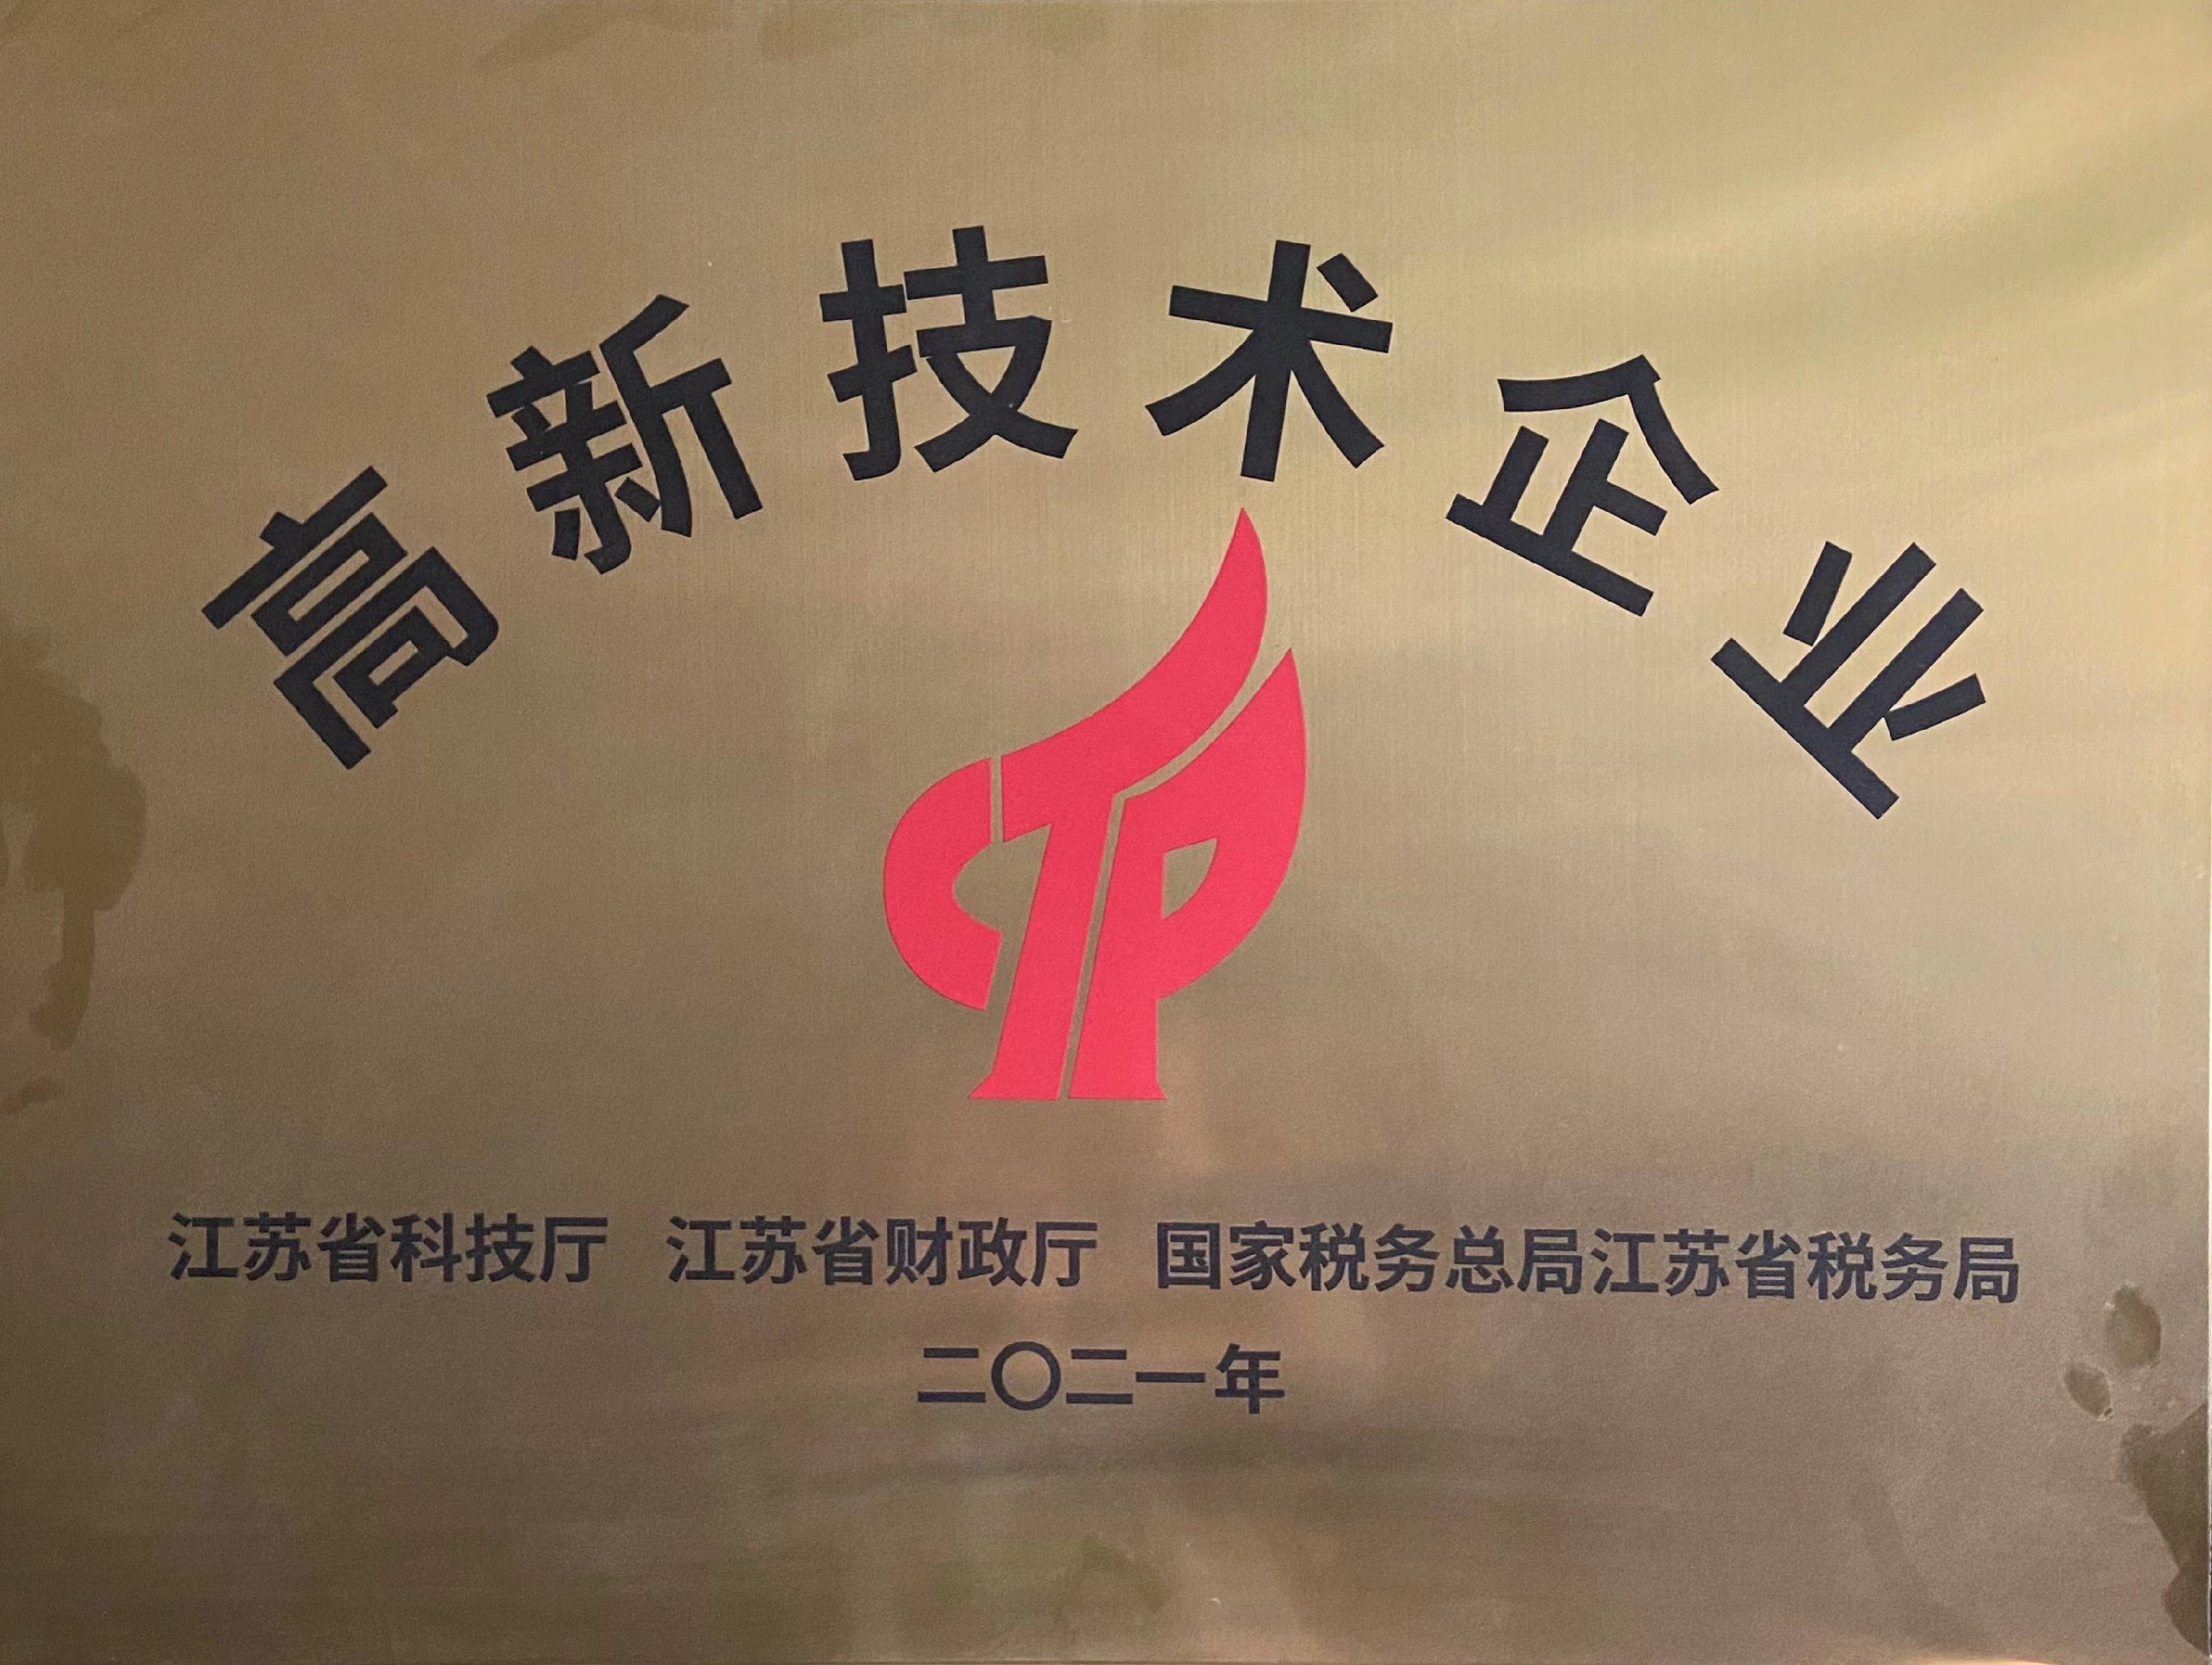 高新技术企业
CTP
江苏省科技厅 江苏省财政厅 国家税务总局江苏省税务局
二〇二一年